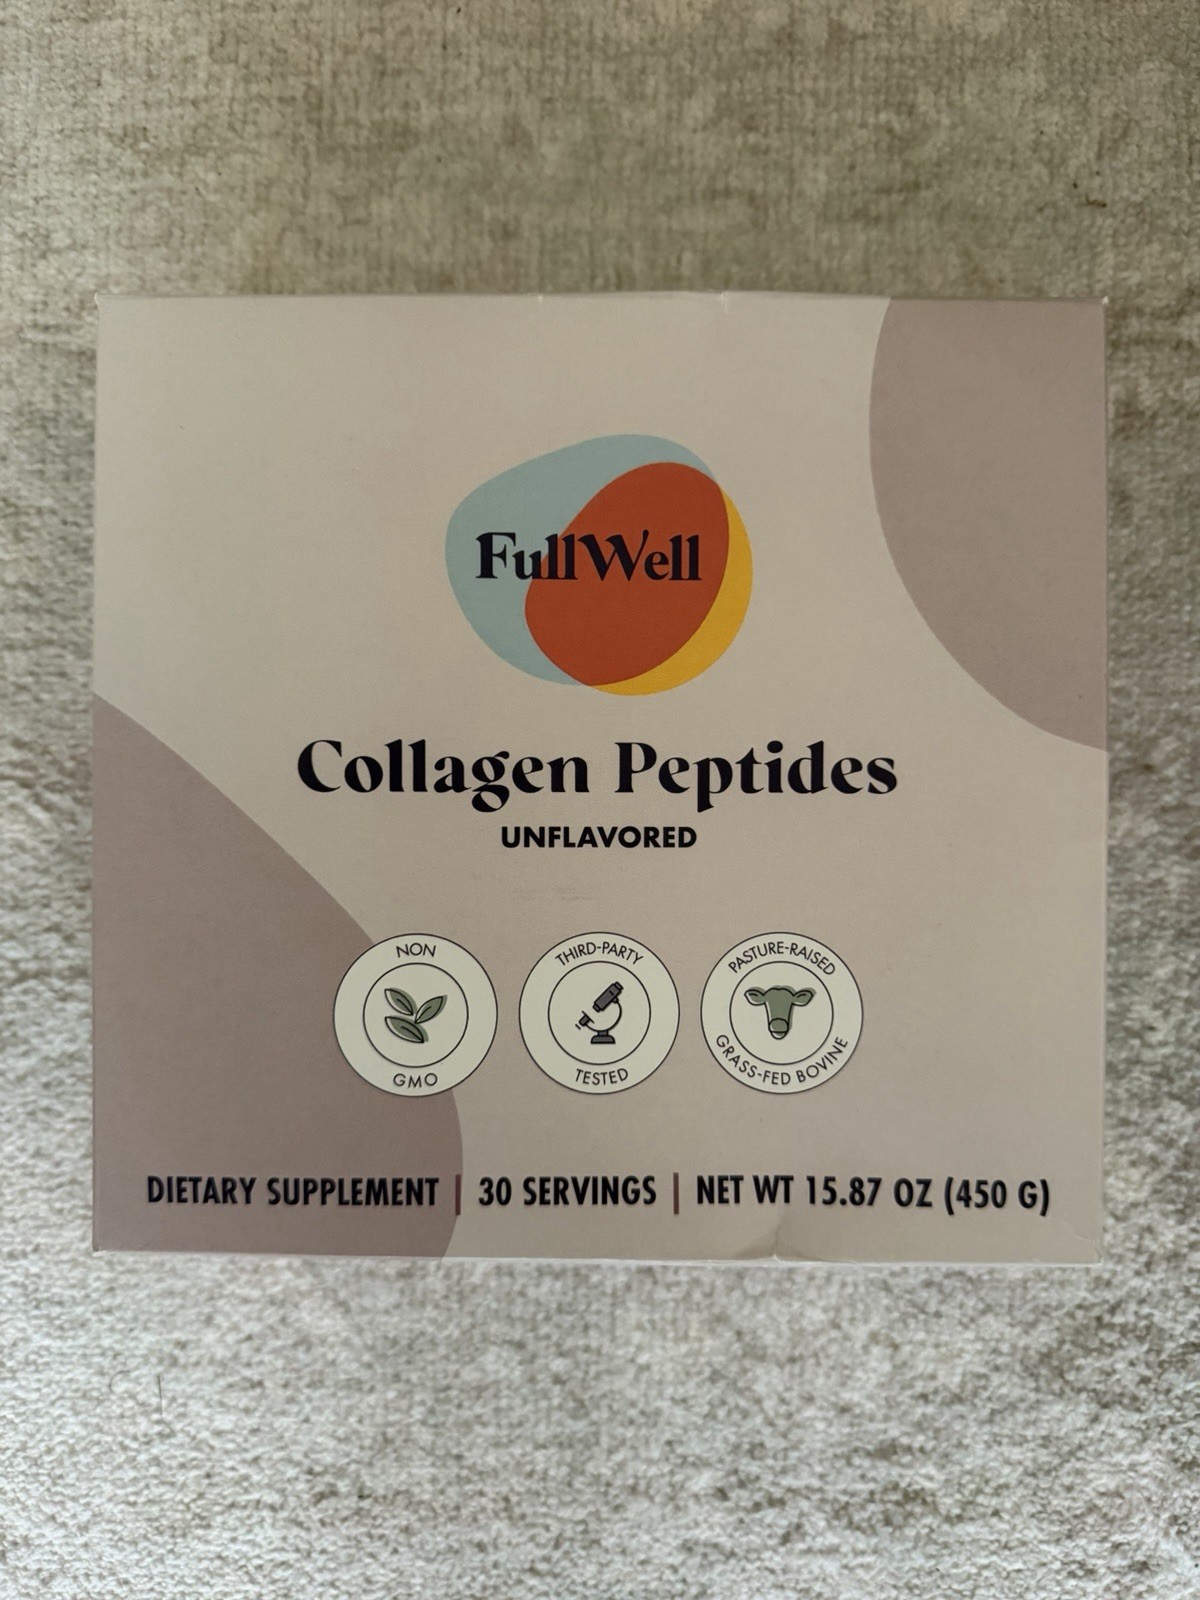 FullWell
Collagen Peptides
UNFLAVORED
NON
GMO
THIRD-PARTY
TESTED
PASTURE-RAISED
GRASS-FED BOVINE
DIETARY SUPPLEMENT | 30 SERVINGS | NET WT 15.87 OZ (450 G)